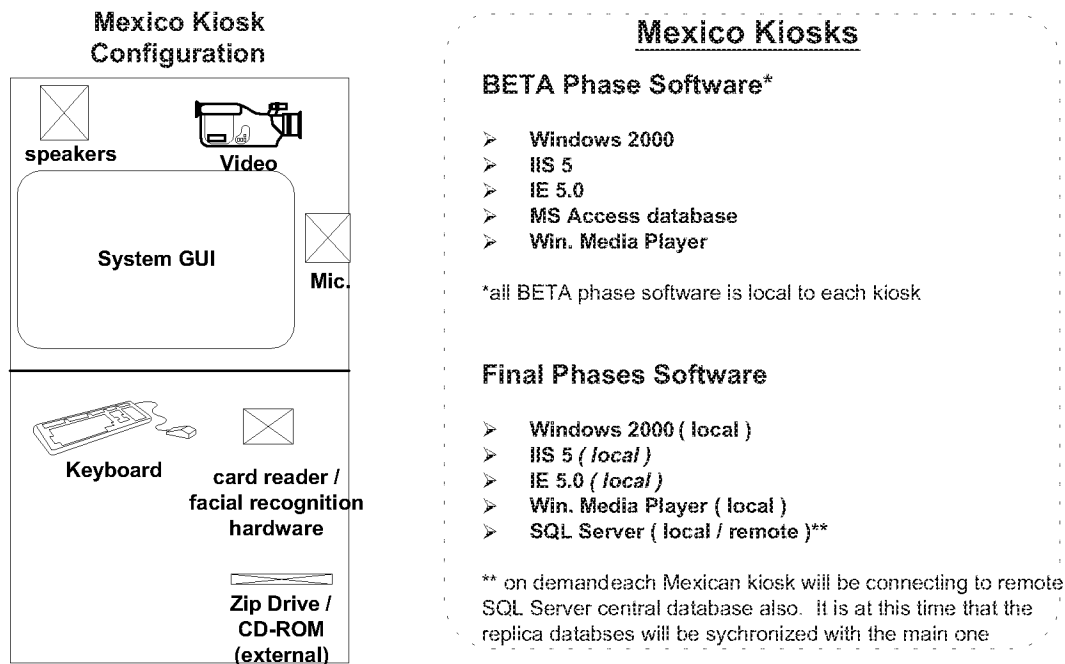 Mexico Kiosk
Configuration
speakers
Video
System GUI
Mic.
Keyboard
card reader /
facial recognition
hardware
Zip Drive /
CD-ROM
(external)
Mexico Kiosks
BETA Phase Software*
➢ Windows 2000
➢ IIS 5
➢ IE 5.0
➢ MS Access database
➢ Win. Media Player
*all BETA phase software is local to each kiosk
Final Phases Software
➢ Windows 2000 ( local )
➢ IIS 5 ( local )
➢ IE 5.0 ( local )
➢ Win. Media Player ( local )
➢ SQL Server ( local / remote )**
** on demandeach Mexican kiosk will be connecting to remote
SQL Server central database also. It is at this time that the
replica databses will be sychronized with the main one